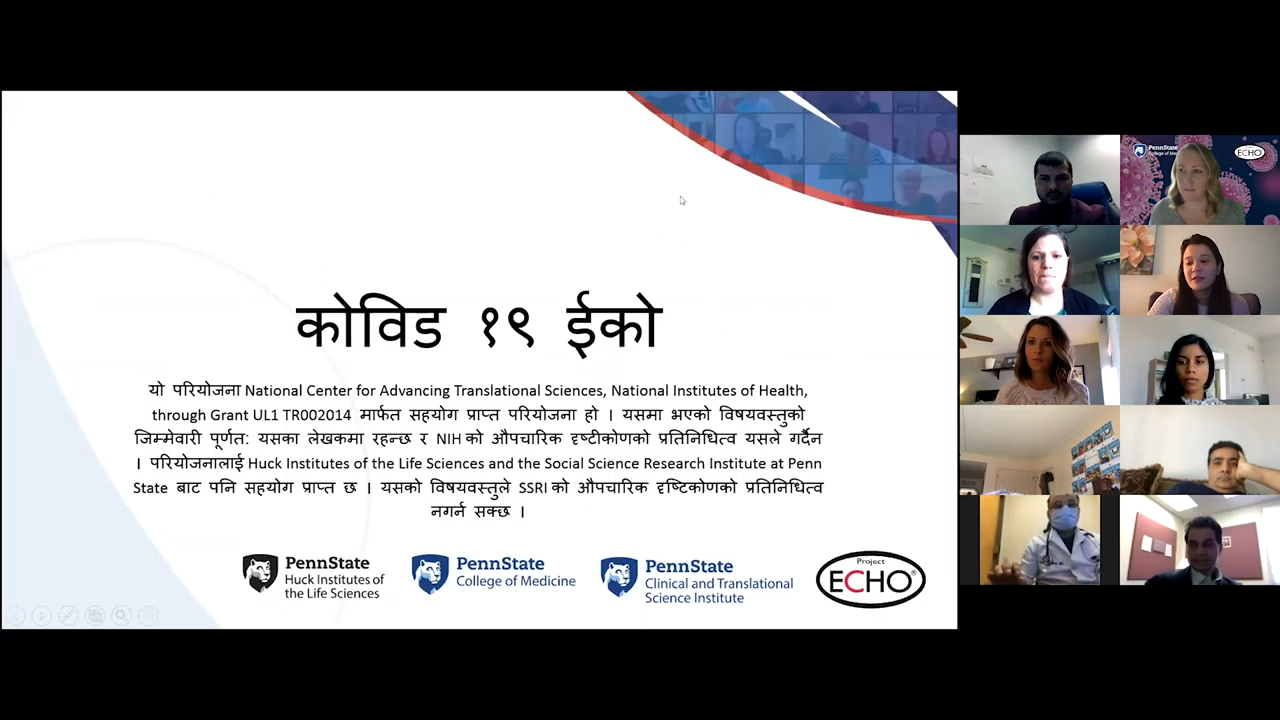 कोविड १९ ईको
यो परियोजना National Center for Advancing Translational Sciences, National Institutes of Health,
through Grant UL1 TR002014 मार्फत सहयोग प्राप्त परियोजना हो । यसमा भएको विषयवस्तुको
जिम्मेवारी पूर्णत: यसका लेखकमा रहन्छ र NIH को औपचारिक दृष्टीकोणको प्रतिनिधित्व यसले गर्दैन
। परियोजनालाई Huck Institutes of the Life Sciences and the Social Science Research Institute at Penn
State बाट पनि सहयोग प्राप्त छ । यसको विषयवस्तुले SSRI को औपचारिक दृष्टिकोणको प्रतिनिधित्व
नगर्न सक्छ ।
PennState
Huck Institutes of
the Life Sciences
PennState
College of Medicine
PennState
Clinical and Translational
Science Institute
Project
ECHO®
PennState
ECHO